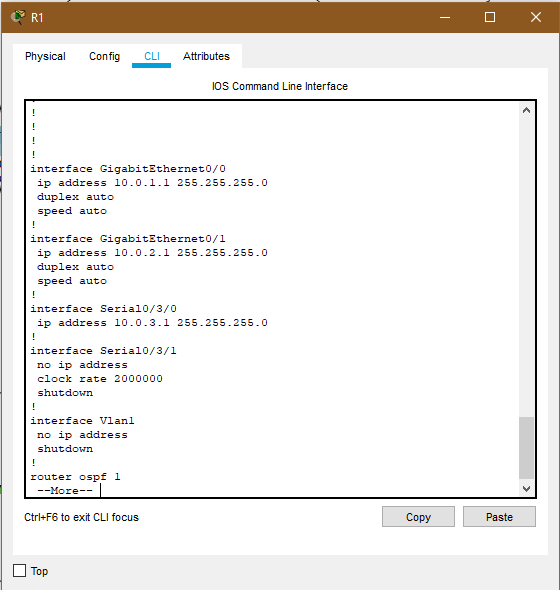 R1
Physical Config CLI Attributes
IOS Command Line Interface
!
!
!
!
interface GigabitEthernet0/0
ip address 10.0.1.1 255.255.255.0
duplex auto
speed auto
!
interface GigabitEthernet0/1
ip address 10.0.2.1 255.255.255.0
duplex auto
speed auto
!
interface Serial0/3/0
ip address 10.0.3.1 255.255.255.0
!
interface Serial0/3/1
no ip address
clock rate 2000000
shutdown
!
interface Vlan1
no ip address
shutdown
!
router ospf 1
--More--
Ctrl+F6 to exit CLI focus
Copy Paste
Top